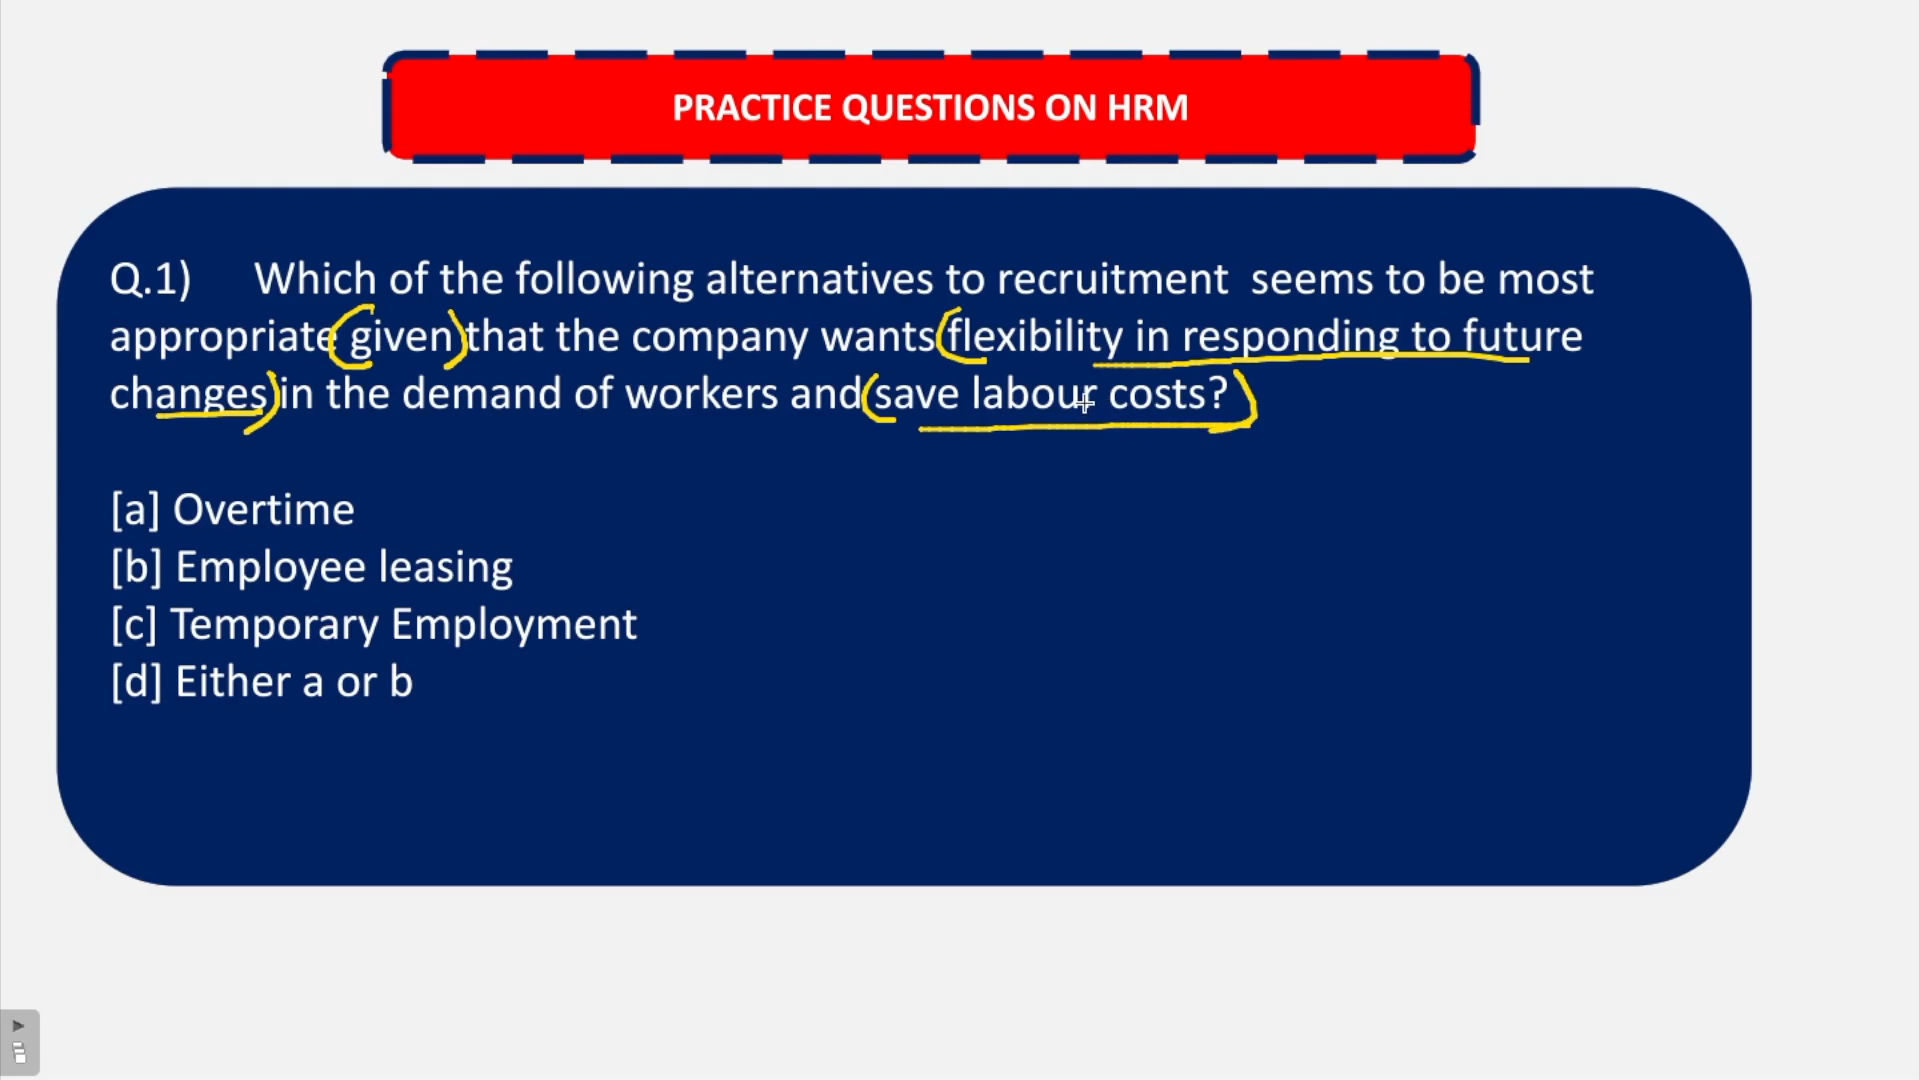 PRACTICE QUESTIONS ON HRM
Q.1) Which of the following alternatives to recruitment seems to be most
appropriate given that the company wants flexibility in responding to future
changes in the demand of workers and save labour costs?
[a] Overtime
[b] Employee leasing
[c] Temporary Employment
[d] Either a or b